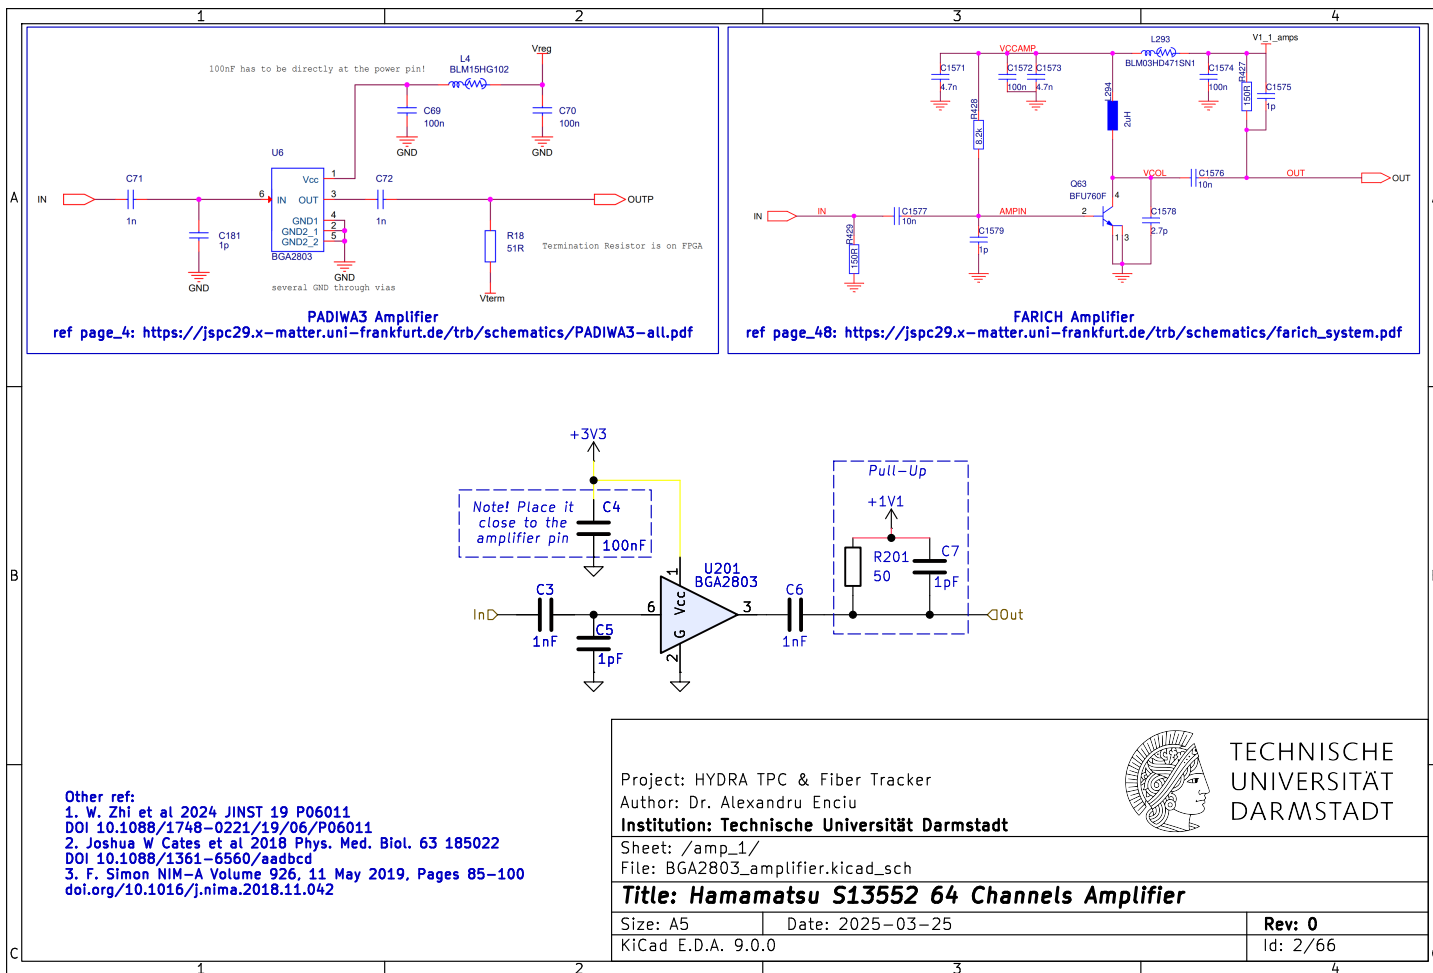 1 2 3 4
Vreg
L4
BLM15HG102
100nF has to be directly at the power pin!
C69
100n
C70
100n
GND
GND
U6
Vcc
1
C71
1n
6
IN
OUT
3
C72
1n
IN
OUTP
GND1
4
GND2_1
2
GND2_2
5
BGA2803
C181
1p
GND
GND
several GND through vias
R18
51R
Vterm
Termination Resistor is on FPGA
PADIWA3 Amplifier
ref page_4: https://jspc29.x-matter.uni-frankfurt.de/trb/schematics/PADIWA3-all.pdf
VCCAMP
L293
BLM03HD471SN1
V1_1_amps
C1571
4.7n
C1572
100n
C1573
4.7n
C1574
100n
R427
150R
C1575
1p
R428
8.2k
L294
2uH
VCOL
C1576
10n
OUT
OUT
Q63
BFU760F
4
2
1
3
C1578
2.7p
IN
IN
R429
150R
C1577
10n
AMPIN
C1579
1p
FARICH Amplifier
ref page_48: https://jspc29.x-matter.uni-frankfurt.de/trb/schematics/farich_system.pdf
A
B
C
+3V3
Note! Place it
close to the
amplifier pin
C4
100nF
Pull-Up
+1V1
R201
50
C7
1pF
U201
BGA2803
1
Vcc
6
3
G
2
In
C3
1nF
C5
1pF
C6
1nF
Out
Other ref:
1. W. Zhi et al 2024 JINST 19 P06011
DOI 10.1088/1748-0221/19/06/P06011
2. Joshua W Cates et al 2018 Phys. Med. Biol. 63 185022
DOI 10.1088/1361-6560/aadbcd
3. F. Simon NIM-A Volume 926, 11 May 2019, Pages 85-100
doi.org/10.1016/j.nima.2018.11.042
Project: HYDRA TPC & Fiber Tracker
Author: Dr. Alexandru Enciu
Institution: Technische Universität Darmstadt
TECHNISCHE
UNIVERSITÄT
DARMSTADT
Sheet: /amp_1/
File: BGA2803_amplifier.kicad_sch
Title: Hamamatsu S13552 64 Channels Amplifier
Size: A5 Date: 2025-03-25 Rev: 0
KiCad E.D.A. 9.0.0 Id: 2/66
1 2 3 4